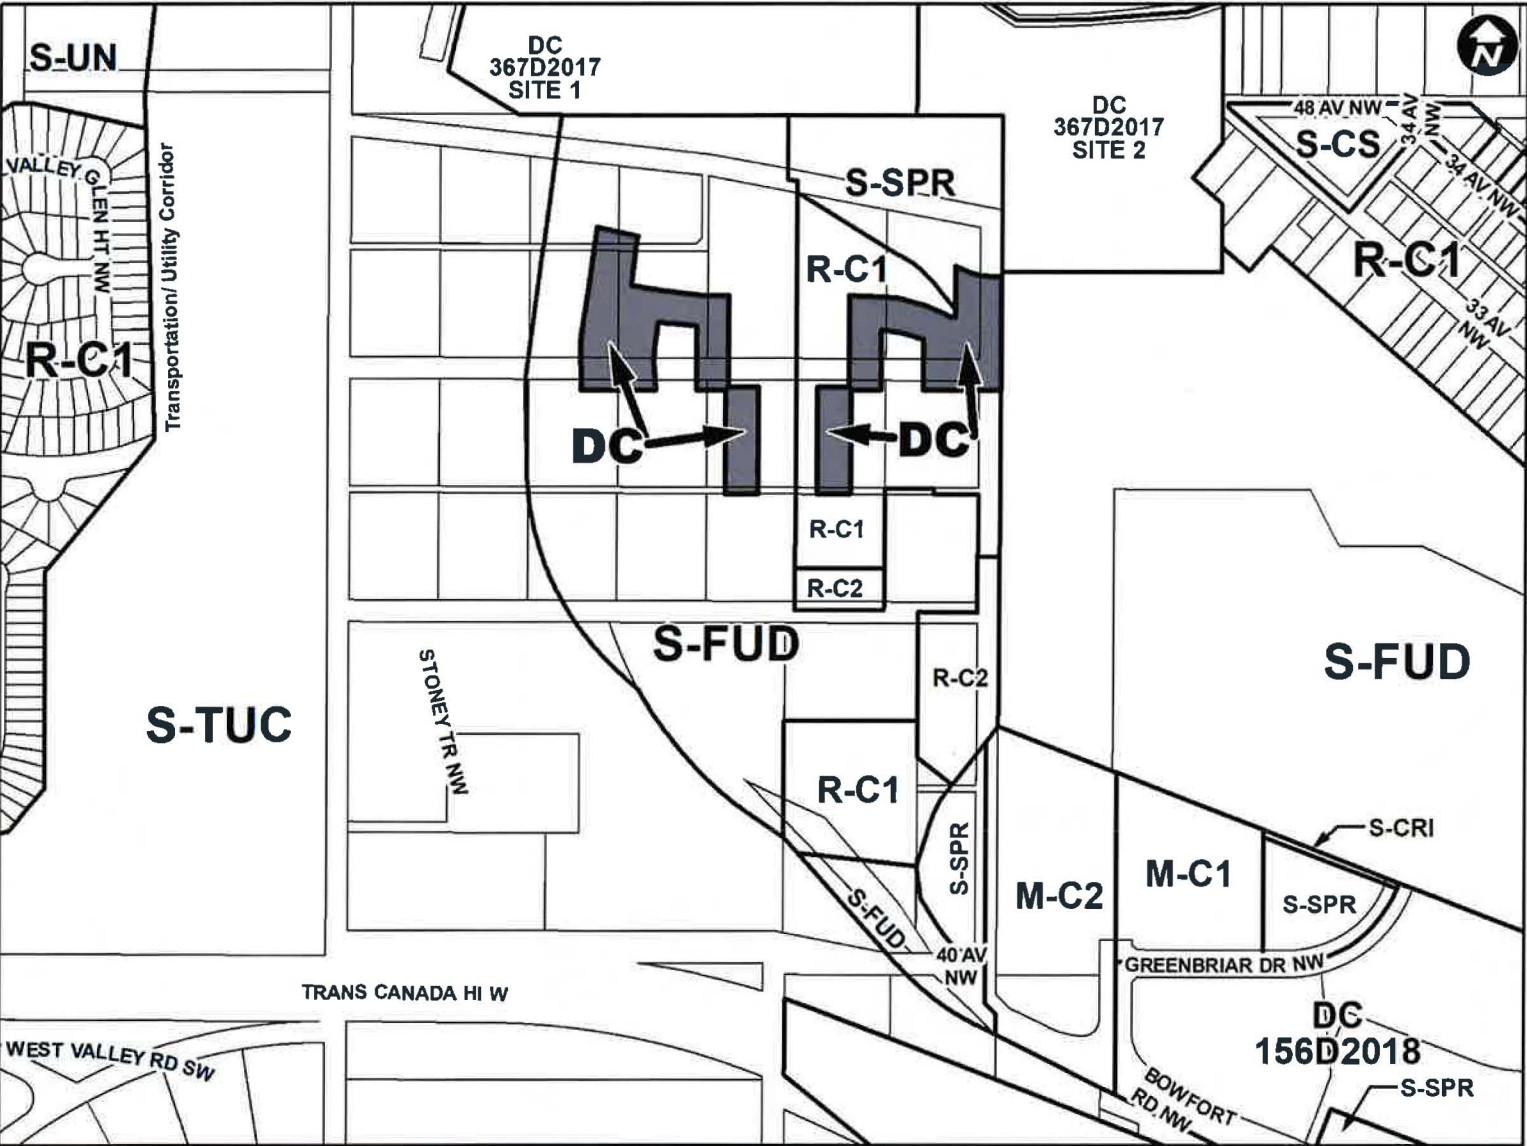 S-UN
DC
367D2017
SITE 1
N
DC
367D2017
SITE 2
48 AV NW
34 AV
NW
S-CS
34 AV NW
VALLEY GLEN HT NW
Transportation/ Utility Corridor
S-SPR
R-C1
R-C1
33 AV
NW
R-C1
DC
DC
R-C1
R-C2
S-FUD
R-C2
S-FUD
STONEY TR NW
S-TUC
R-C1
S-SPR
S-CRI
M-C2
M-C1
S-SPR
S-FUD
40 AV
NW
GREENBRIAR DR NW
TRANS CANADA HI W
DC
156D2018
WEST VALLEY RD SW
BOWFORT
RD NW
S-SPR